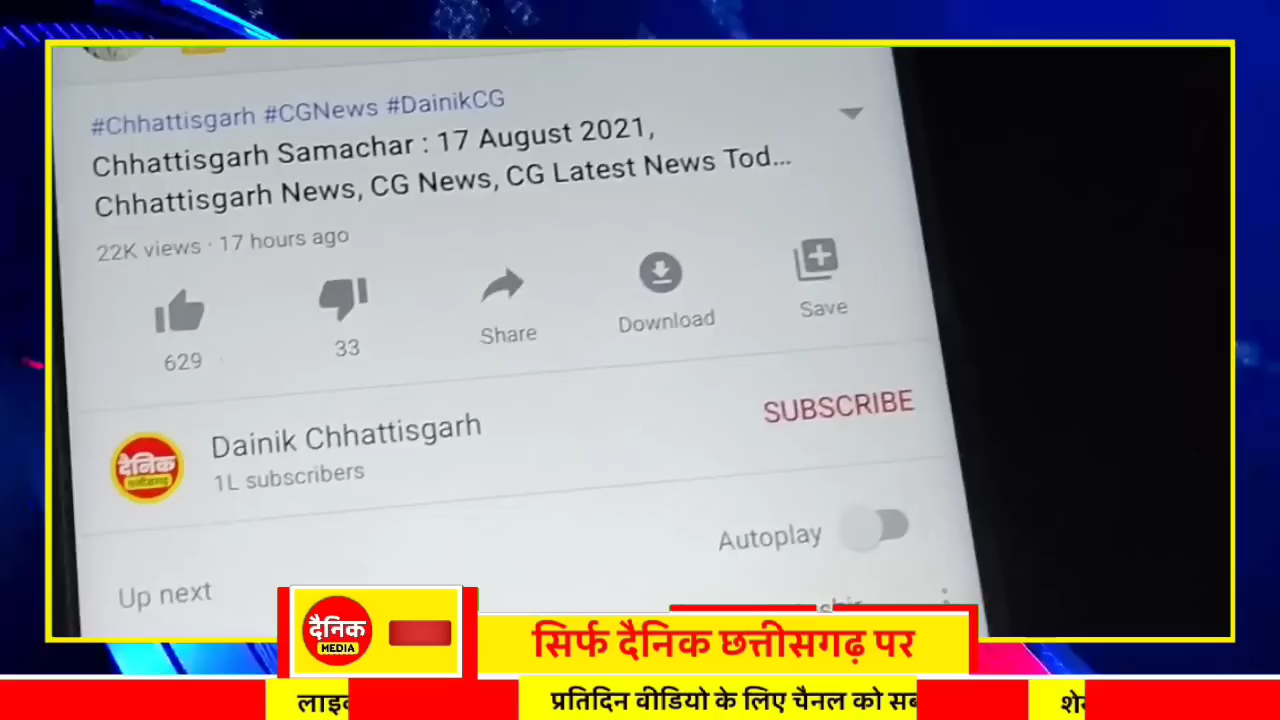 #Chhattisgarh #CGNews #DainikCG
Chhattisgarh Samachar : 17 August 2021,
Chhattisgarh News, CG News, CG Latest News Tod...
22K views · 17 hours ago
629
33
Share
Download
Save
दैनिक
छत्तीसगढ़
Dainik Chhattisgarh
1L subscribers
SUBSCRIBE
Autoplay
Up next
दैनिक
MEDIA
सिर्फ दैनिक छत्तीसगढ़ पर
प्रतिदिन वीडियो के लिए चैनल को